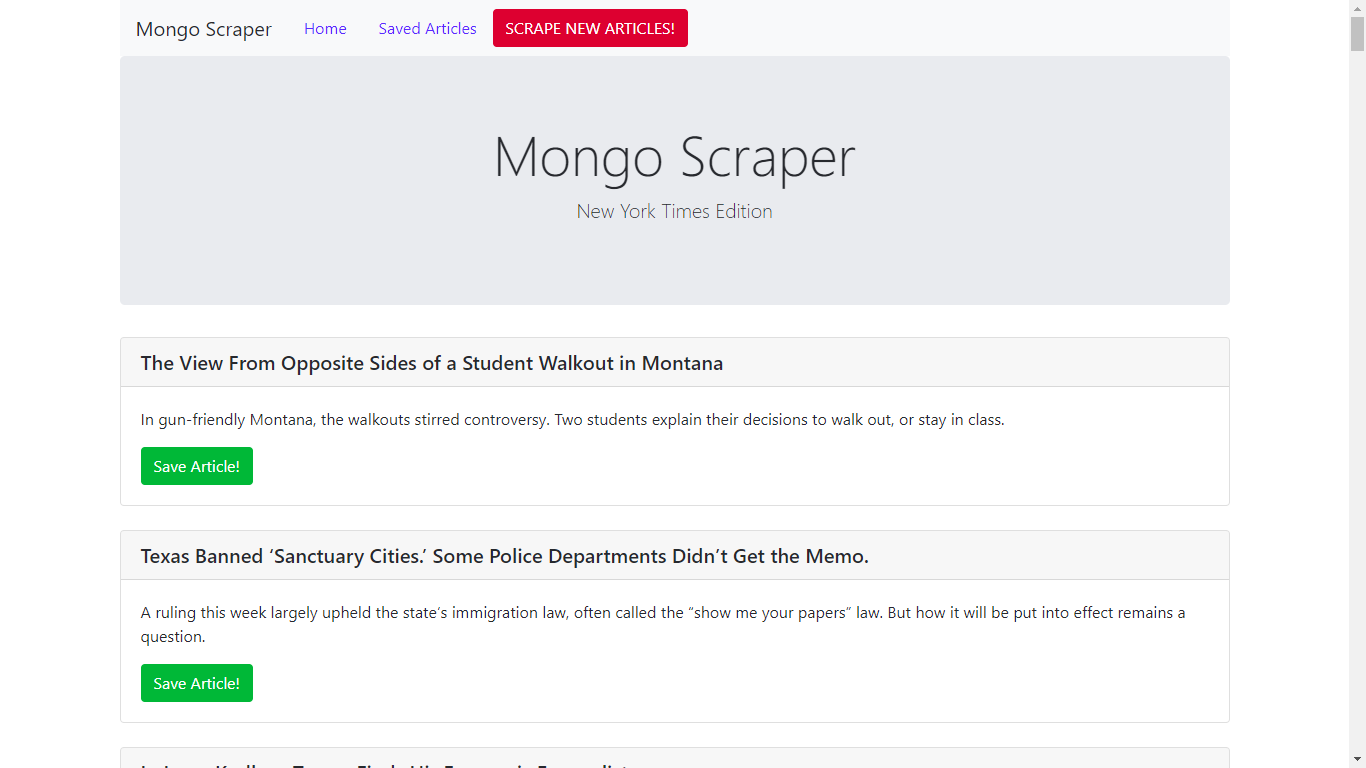 Mongo Scraper Home Saved Articles SCRAPE NEW ARTICLES!
Mongo Scraper
New York Times Edition
The View From Opposite Sides of a Student Walkout in Montana
In gun-friendly Montana, the walkouts stirred controversy. Two students explain their decisions to walk out, or stay in class.
Save Article!
Texas Banned ‘Sanctuary Cities.’ Some Police Departments Didn’t Get the Memo.
A ruling this week largely upheld the state’s immigration law, often called the “show me your papers” law. But how it will be put into effect remains a
question.
Save Article!